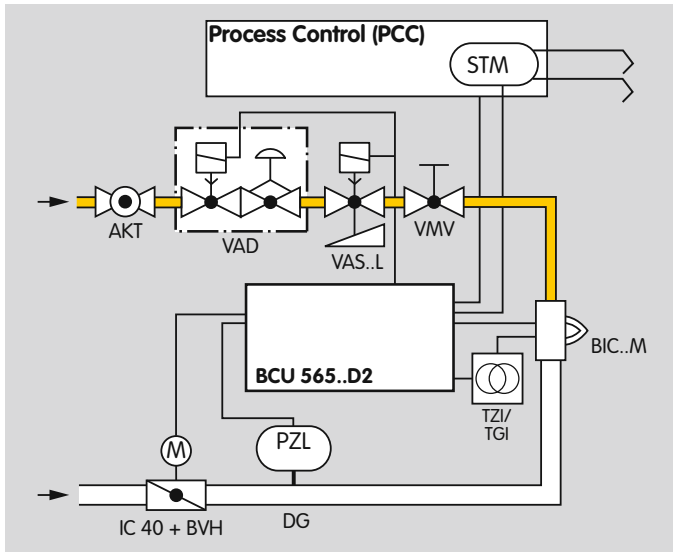 Process Control (PCC)
STM
AKT
VAD
VAS..L
VMV
BCU 565..D2
BIC..M
TZI/
TGI
M
PZL
IC 40 + BVH
DG